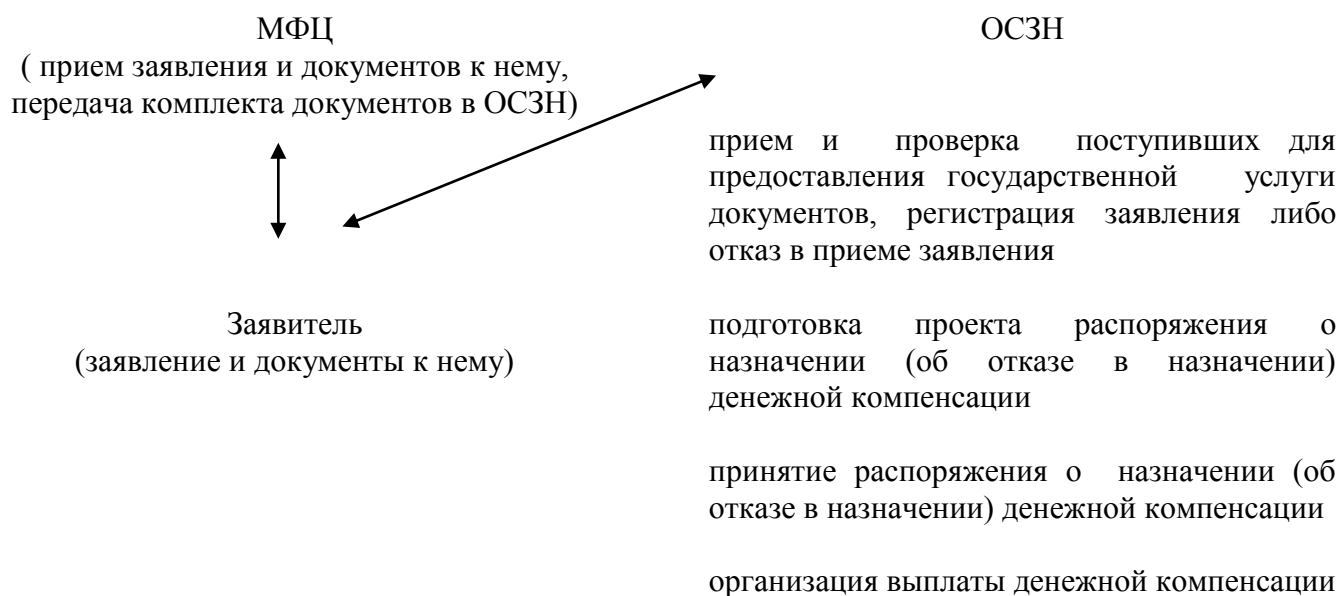 МФЦ
( прием заявления и документов к нему,
передача комплекта документов в ОСЗН)
Заявитель
(заявление и документы к нему)
ОСЗН
прием и проверка поступивших для
предоставления государственной услуги
документов, регистрация заявления либо
отказ в приеме заявления
подготовка проекта распоряжения о
назначении (об отказе в назначении)
денежной компенсации
принятие распоряжения о назначении (об
отказе в назначении) денежной компенсации
организация выплаты денежной компенсации